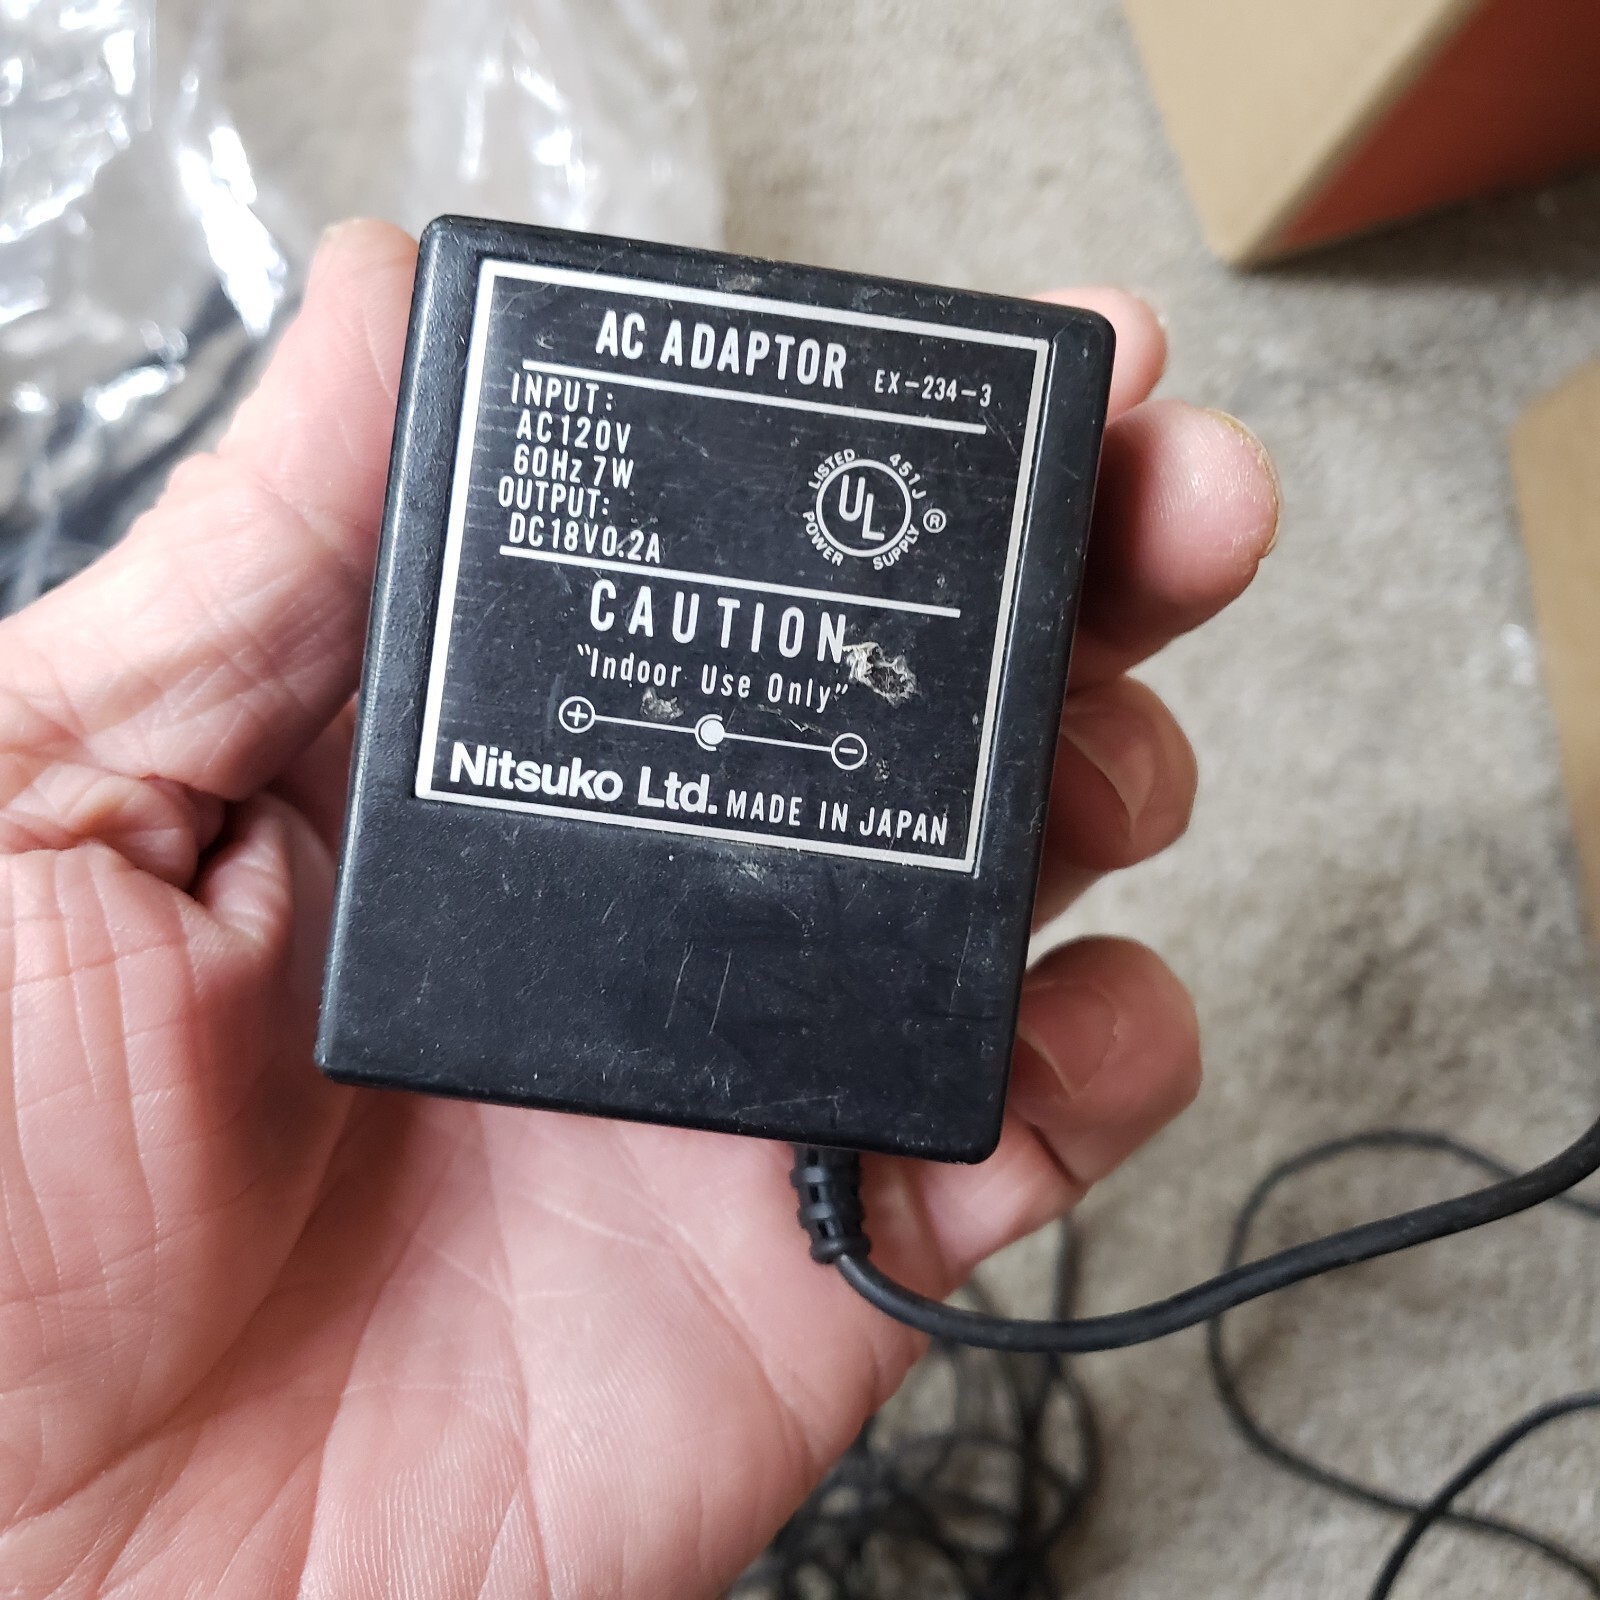 AC ADAPTOR EX-234-3
INPUT:
AC120V
60Hz 7W
OUTPUT:
DC18V0.2A
LISTED 451J
UL ®
POWER SUPPLY
CAUTION
"Indoor Use Only"
+ −
Nitsuko Ltd. MADE IN JAPAN